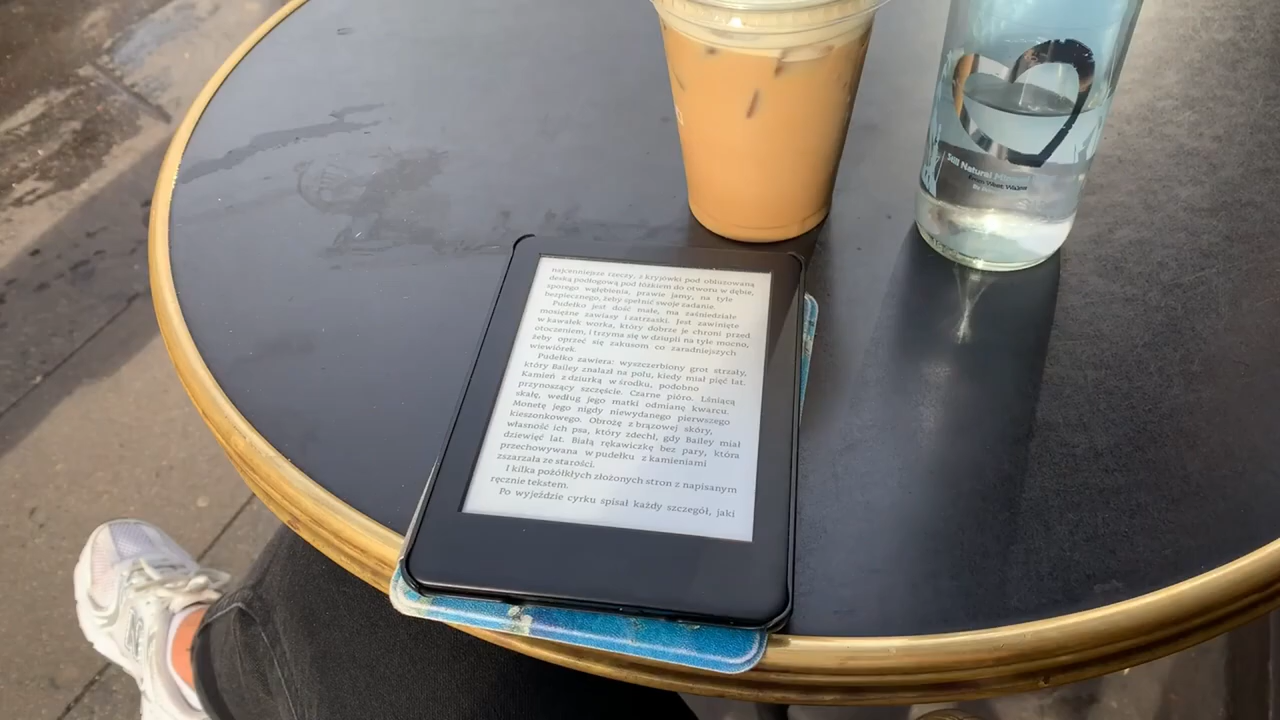 najcenniejsze rzeczy, z kryjówki pod obluzowaną
deską podłogową pod łóżkiem do otworu w dębie,
sporego wgłębienia, prawie jamy, na tyle
bezpiecznego, żeby spełnić swoje zadanie.
Pudełko jest dość małe, ma zaśniedziałe
mosiężne zawiasy i zatrzaski. Jest zawinięte
w kawałek worka, który dobrze je chroni przed
otoczeniem, i trzyma się w dziupli na tyle mocno,
żeby oprzeć się zakusom co zaradniejszych
wiewiórek.
Pudełko zawiera: wyszczerbiony grot strzały,
który Bailey znalazł na polu, kiedy miał pięć lat.
Kamień z dziurką w środku, podobno
przynoszący szczęście. Czarne pióro. Lśniącą
skałę, według jego matki odmianę kwarcu.
Monetę jego nigdy niewydanego pierwszego
kieszonkowego. Obrożę z brązowej skóry,
własność ich psa, który zdechł, gdy Bailey miał
dziewięć lat. Białą rękawiczkę bez pary, która
przechowywana w pudełku z kamieniami
zszarzała ze starości.
I kilka pożółkłych złożonych stron z napisanym
ręcznie tekstem.
Po wyjeździe cyrku spisał każdy szczegół, jaki
Still Natural
From West Wales